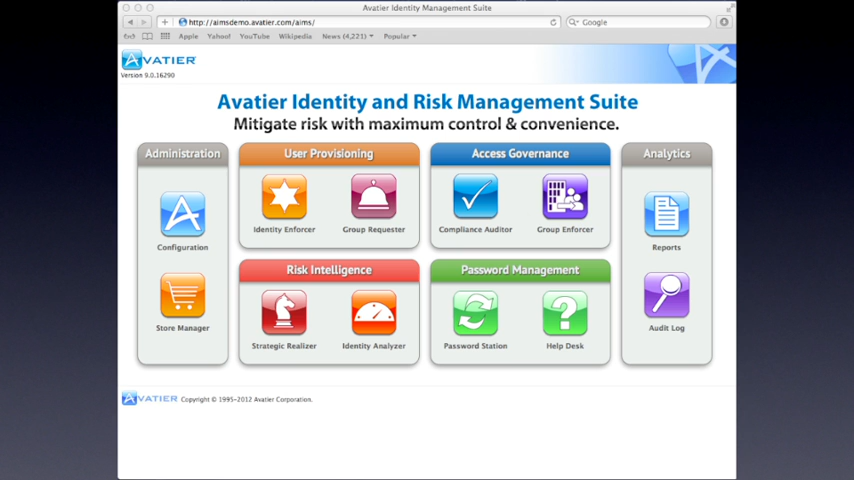 Avatier Identity Management Suite
http://aimsdemo.avatier.com/aims/
Google
Apple Yahoo! YouTube Wikipedia News (4,221) Popular
AVATIER
Version 9.0.16290
Avatier Identity and Risk Management Suite
Mitigate risk with maximum control & convenience.
Administration
Configuration
Store Manager
User Provisioning
Identity Enforcer Group Requester
Access Governance
Compliance Auditor Group Enforcer
Risk Intelligence
Strategic Realizer Identity Analyzer
Password Management
Password Station Help Desk
Analytics
Reports
Audit Log
AVATIER Copyright © 1995-2012 Avatier Corporation.